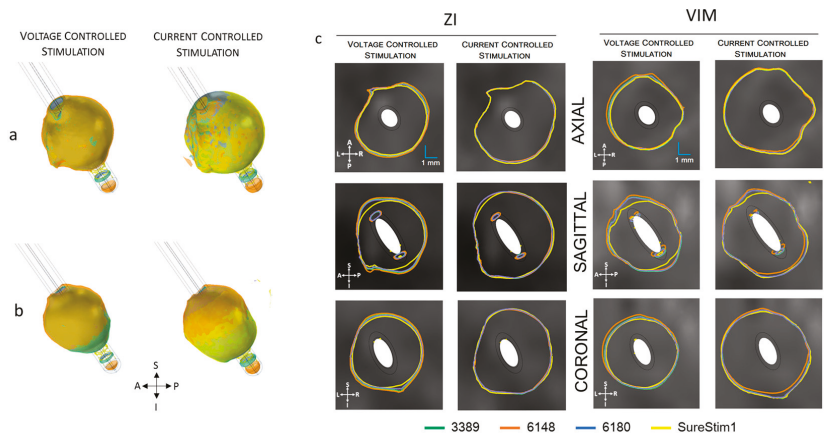 VOLTAGE CONTROLLED
STIMULATION
CURRENT CONTROLLED
STIMULATION
a
b
S
A P
I
c
ZI
VIM
VOLTAGE CONTROLLED
STIMULATION
CURRENT CONTROLLED
STIMULATION
VOLTAGE CONTROLLED
STIMULATION
CURRENT CONTROLLED
STIMULATION
A
L R
P
1 mm
A
L R
P
1 mm
AXIAL
S
A P
I
S
A P
I
SAGITTAL
S
L R
I
S
L R
I
CORONAL
3389 6148 6180 SureStim1